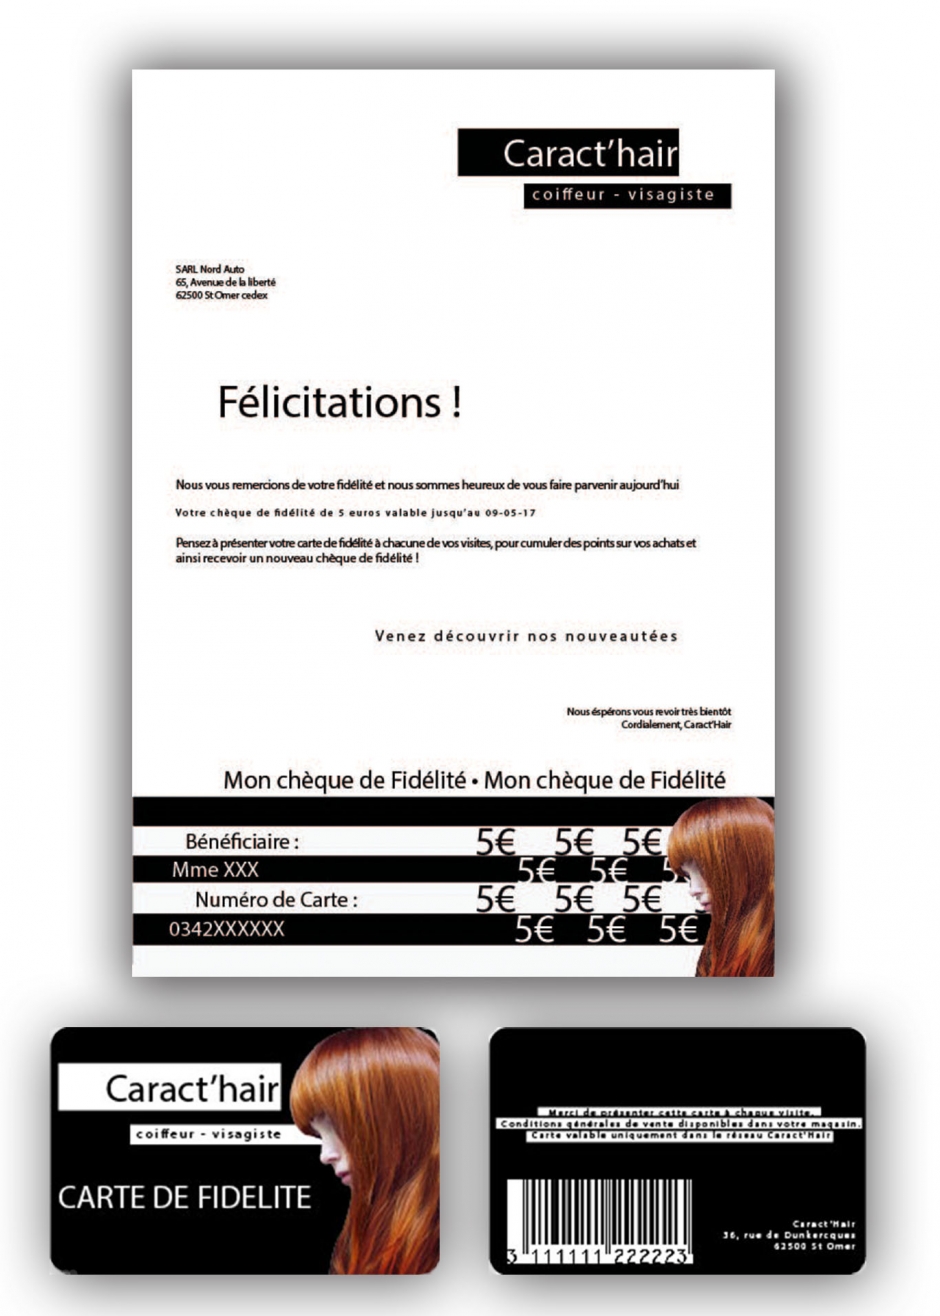 Caract'hair
coiffeur - visagiste
SARL Nord Auto
65, Avenue de la liberté
62500 St Omer cedex
Félicitations !
Nous vous remercions de votre fidélité et nous sommes heureux de vous faire parvenir aujourd'hui
Votre chèque de fidélité de 5 euros valable jusqu'au 09-05-17
Pensez à présenter votre carte de fidélité à chacune de vos visites, pour cumuler des points sur vos achats et
ainsi recevoir un nouveau chèque de fidélité !
Venez découvrir nos nouveautées
Nous éspérons vous revoir très bientôt
Cordialement, Caract'Hair
Mon chèque de Fidélité • Mon chèque de Fidélité
Bénéficiaire : 5€ 5€ 5€
Mme XXX 5€ 5€ 5
Numéro de Carte : 5€ 5€ 5€
0342XXXXXX 5€ 5€ 5€
Caract'hair
coiffeur - visagiste
CARTE DE FIDELITE
Merci de présenter cette carte à chaque visite.
Conditions générales de vente disponibles dans votre magasin.
Carte valable uniquement dans le réseau Caract'Hair
3 111111 222223
Caract'Hair
36, rue de Dunkercques
62500 St Omer